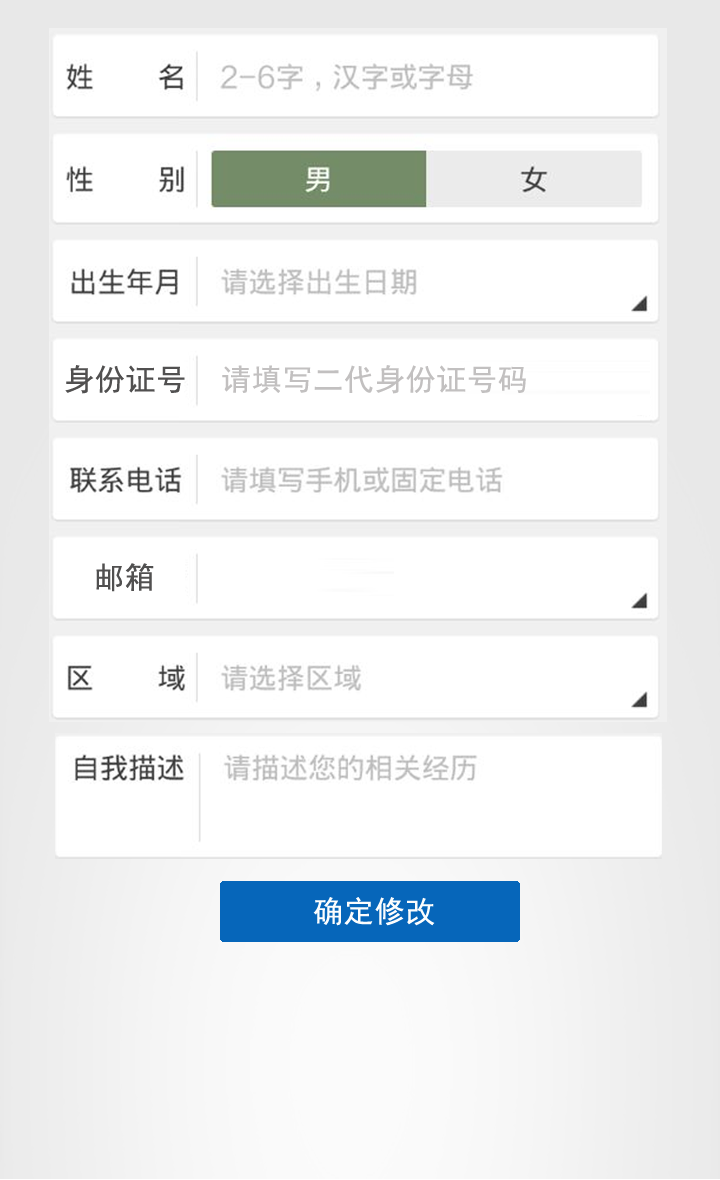 姓 名 2-6字，汉字或字母
性 别 男 女
出生年月 请选择出生日期
身份证号 请填写二代身份证号码
联系电话 请填写手机或固定电话
邮箱
区 域 请选择区域
自我描述 请描述您的相关经历
确定修改